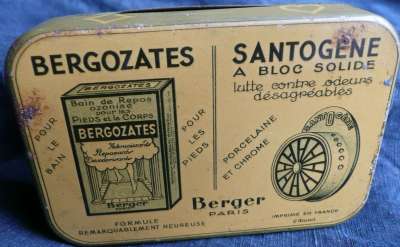 BERGOZATES
POUR LE BAIN
Bain de Repos
ozoniné
pour les
PIEDS et le CORPS
BERGOZATES
Berger
POUR LES PIEDS
Berger
PARIS
FORMULE
REMARQUABLEMENT HEUREUSE
SANTOGÈNE
A BLOC SOLIDE
lutte contre odeurs
désagréables
PORCELAINE
ET CHROME
SANTOGÈNE
IMPRIMÉ EN FRANCE